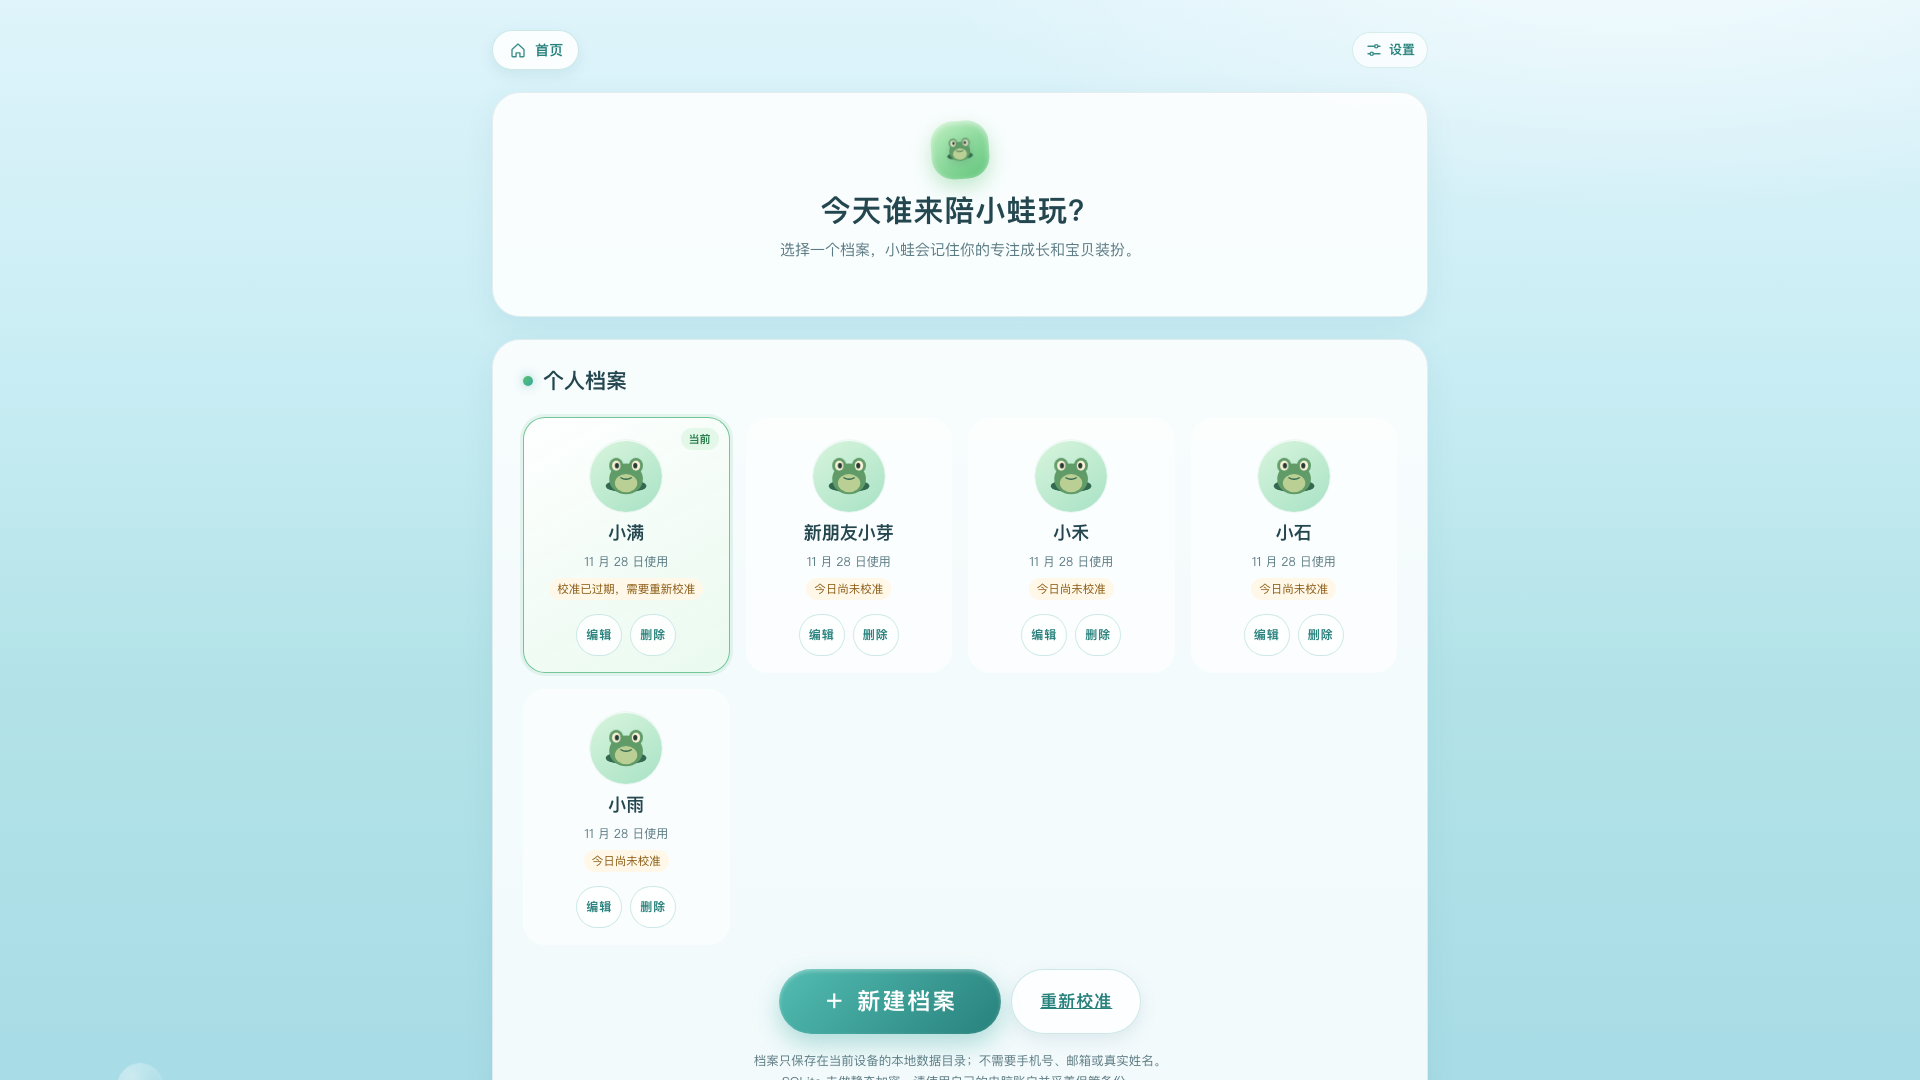 首页
设置
今天谁来陪小蛙玩?
选择一个档案，小蛙会记住你的专注成长和宝贝装扮。
个人档案
当前
小满
11 月 28 日使用
校准已过期，需要重新校准
编辑 删除
新朋友小芽
11 月 28 日使用
今日尚未校准
编辑 删除
小禾
11 月 28 日使用
今日尚未校准
编辑 删除
小石
11 月 28 日使用
今日尚未校准
编辑 删除
小雨
11 月 28 日使用
今日尚未校准
编辑 删除
+ 新建档案
重新校准
档案只保存在当前设备的本地数据目录；不需要手机号、邮箱或真实姓名。